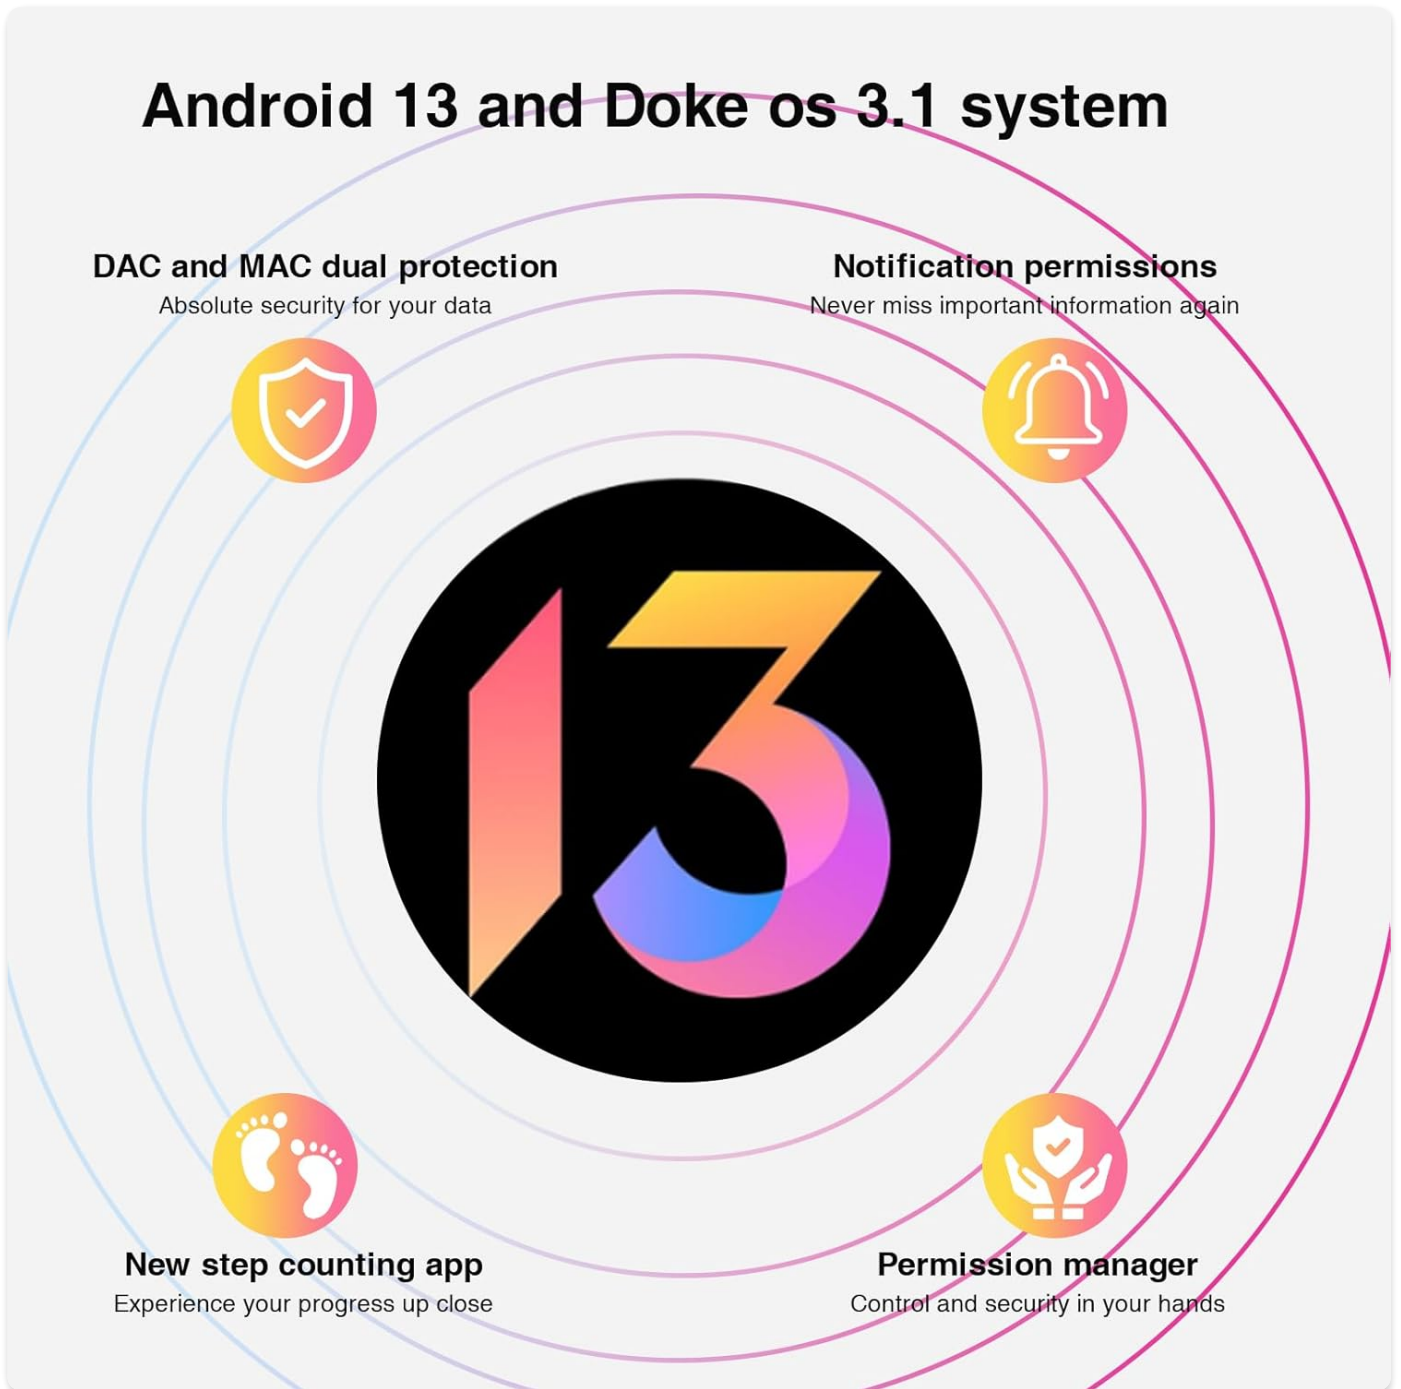 Android 13 and Doke os 3.1 system
DAC and MAC dual protection
Absolute security for your data
Notification permissions
Never miss important information again
13
New step counting app
Experience your progress up close
Permission manager
Control and security in your hands